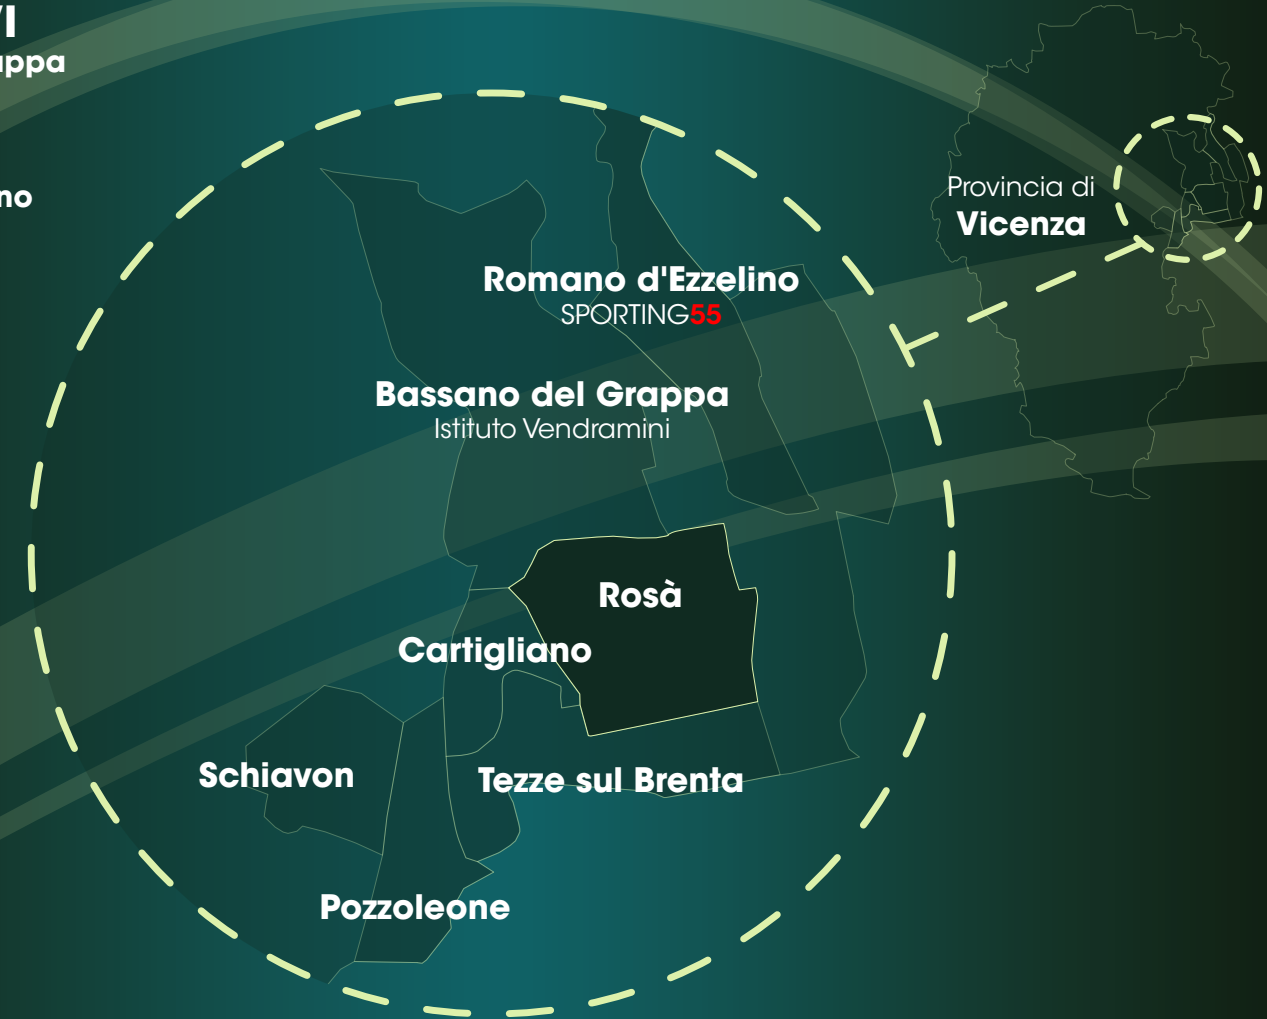 Provincia di
Vicenza
Romano d'Ezzelino
SPORTING55
Bassano del Grappa
Istituto Vendramini
Rosà
Cartigliano
Schiavon
Tezze sul Brenta
Pozzoleone